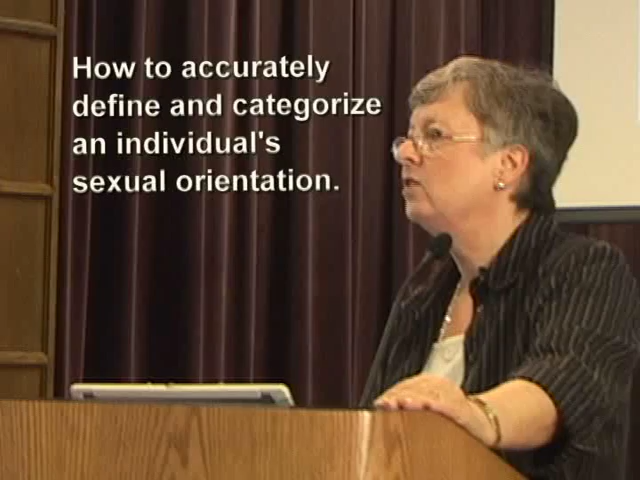 How to accurately
define and categorize
an individual's
sexual orientation.